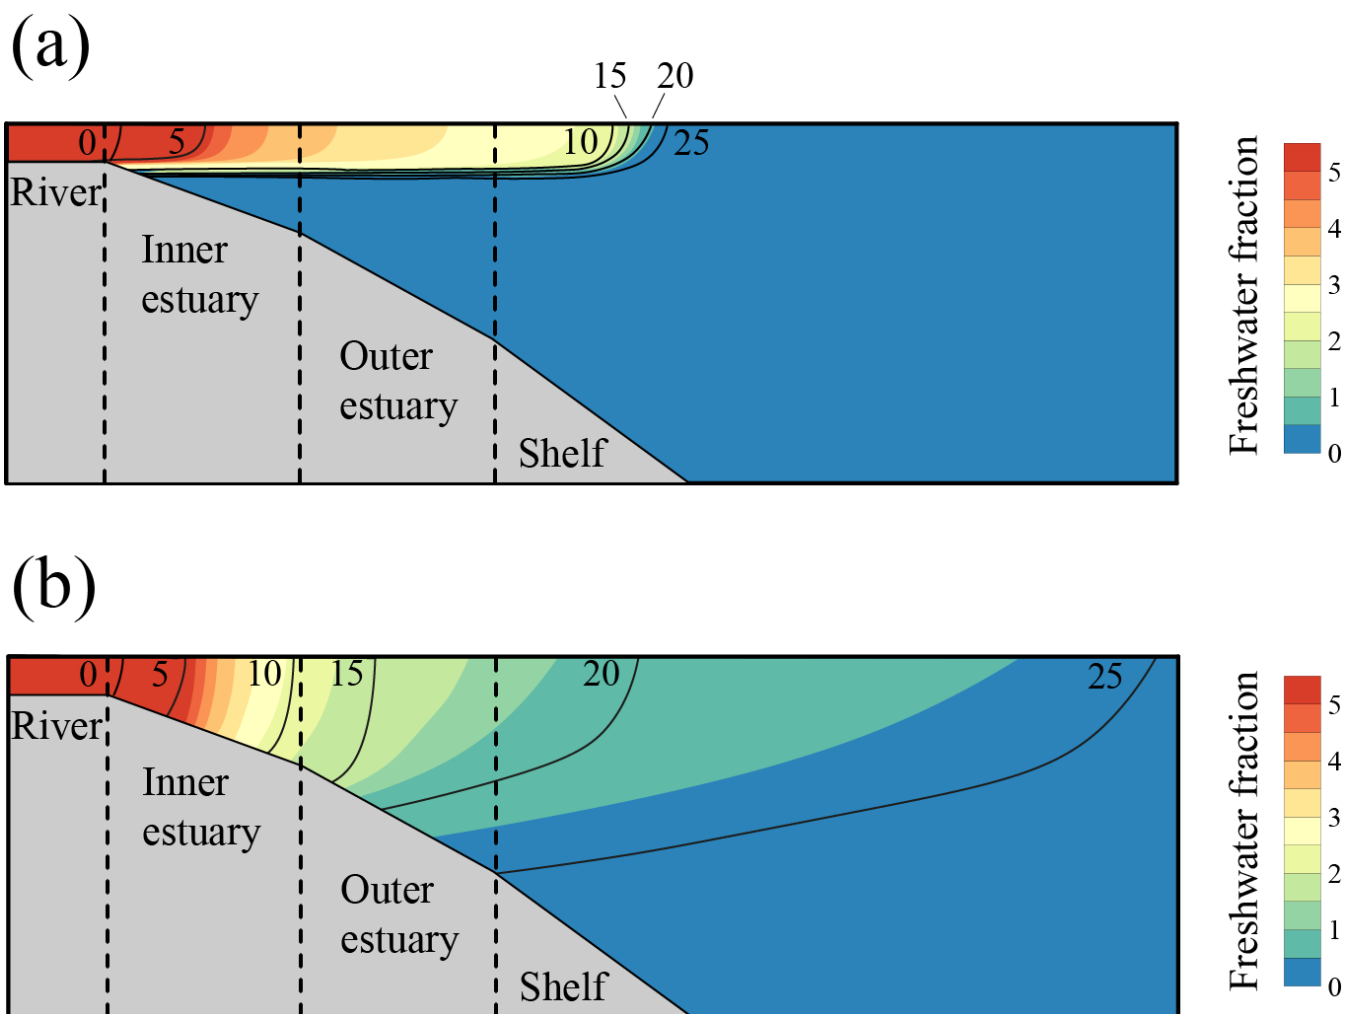 (a)
15 20
0 5 10 25
River
Inner
estuary
Outer
estuary
Shelf
Freshwater fraction
5
4
3
2
1
0
(b)
0 5 10 15 20 25
River
Inner
estuary
Outer
estuary
Shelf
Freshwater fraction
5
4
3
2
1
0